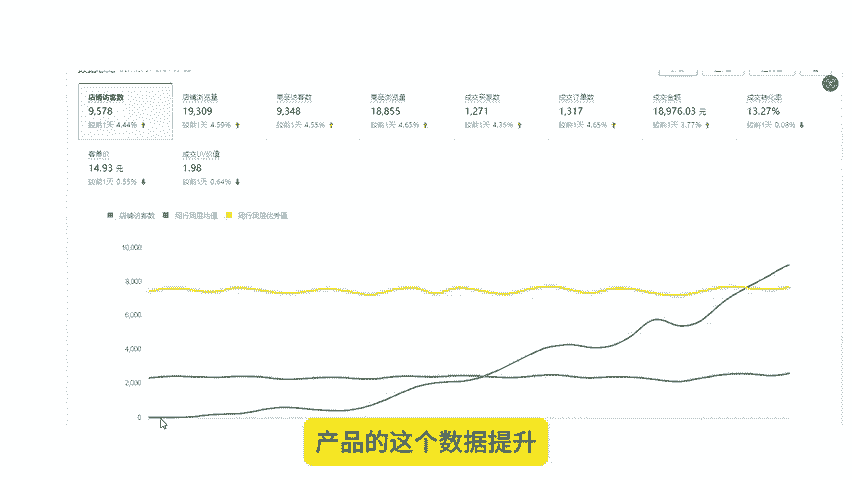 店铺访客数 店铺浏览量 商品访客数 商品浏览量 成交买家数 成交订单数 成交金额 成交转化率
9,578 19,309 9,348 18,855 1,271 1,317 18,976.03 元 13.27%
较前1天 4.44% 较前1天 4.59% 较前1天 4.55% 较前1天 4.65% 较前1天 4.35% 较前1天 4.65% 较前1天 3.77% 较前1天 0.08%
客单价 成交UV价值
14.93 元 1.98
较前1天 0.55% 较前1天 0.64%
店铺访客数 同行同层均值 同行同层优秀值
10,000
8,000
6,000
4,000
2,000
0
产品的这个数据提升